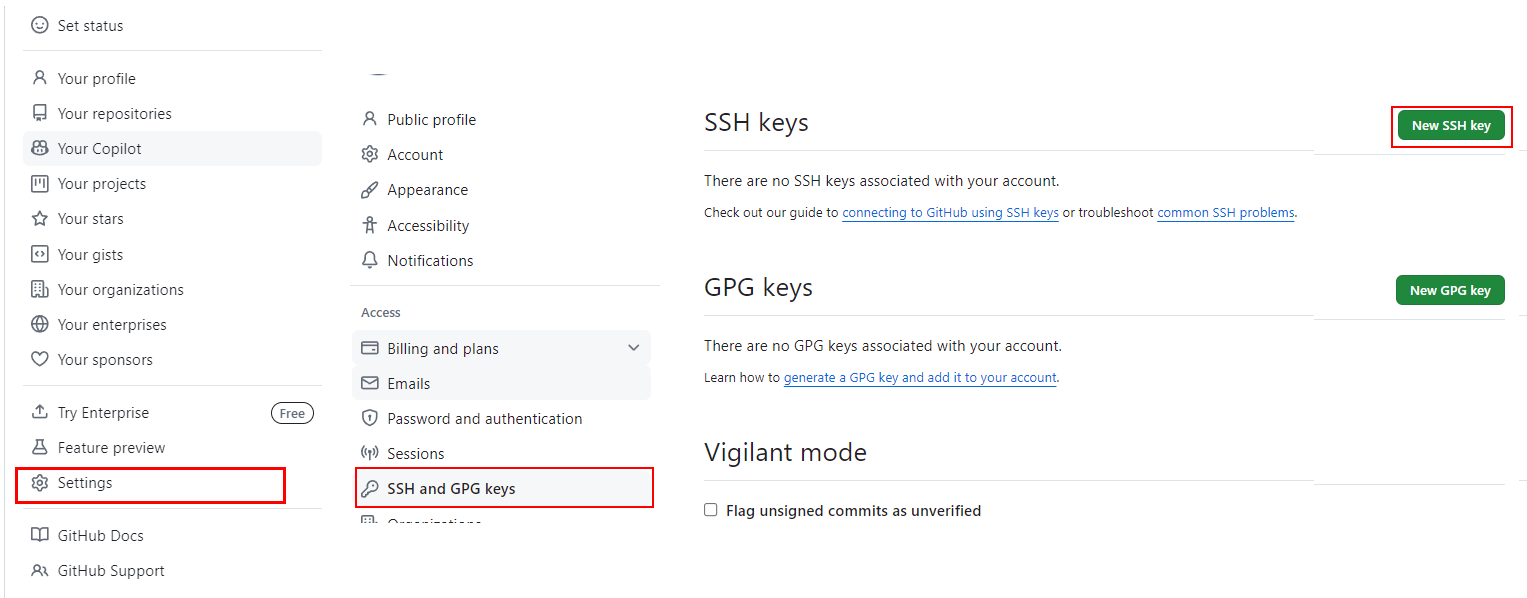 Set status
Your profile
Your repositories
Your Copilot
Your projects
Your stars
Your gists
Your organizations
Your enterprises
Your sponsors
Try Enterprise
Free
Feature preview
Settings
GitHub Docs
GitHub Support
Public profile
Account
Appearance
Accessibility
Notifications
Access
Billing and plans
Emails
Password and authentication
Sessions
SSH and GPG keys
Organizations
SSH keys
New SSH key
There are no SSH keys associated with your account.
Check out our guide to connecting to GitHub using SSH keys or troubleshoot common SSH problems.
GPG keys
New GPG key
There are no GPG keys associated with your account.
Learn how to generate a GPG key and add it to your account.
Vigilant mode
Flag unsigned commits as unverified